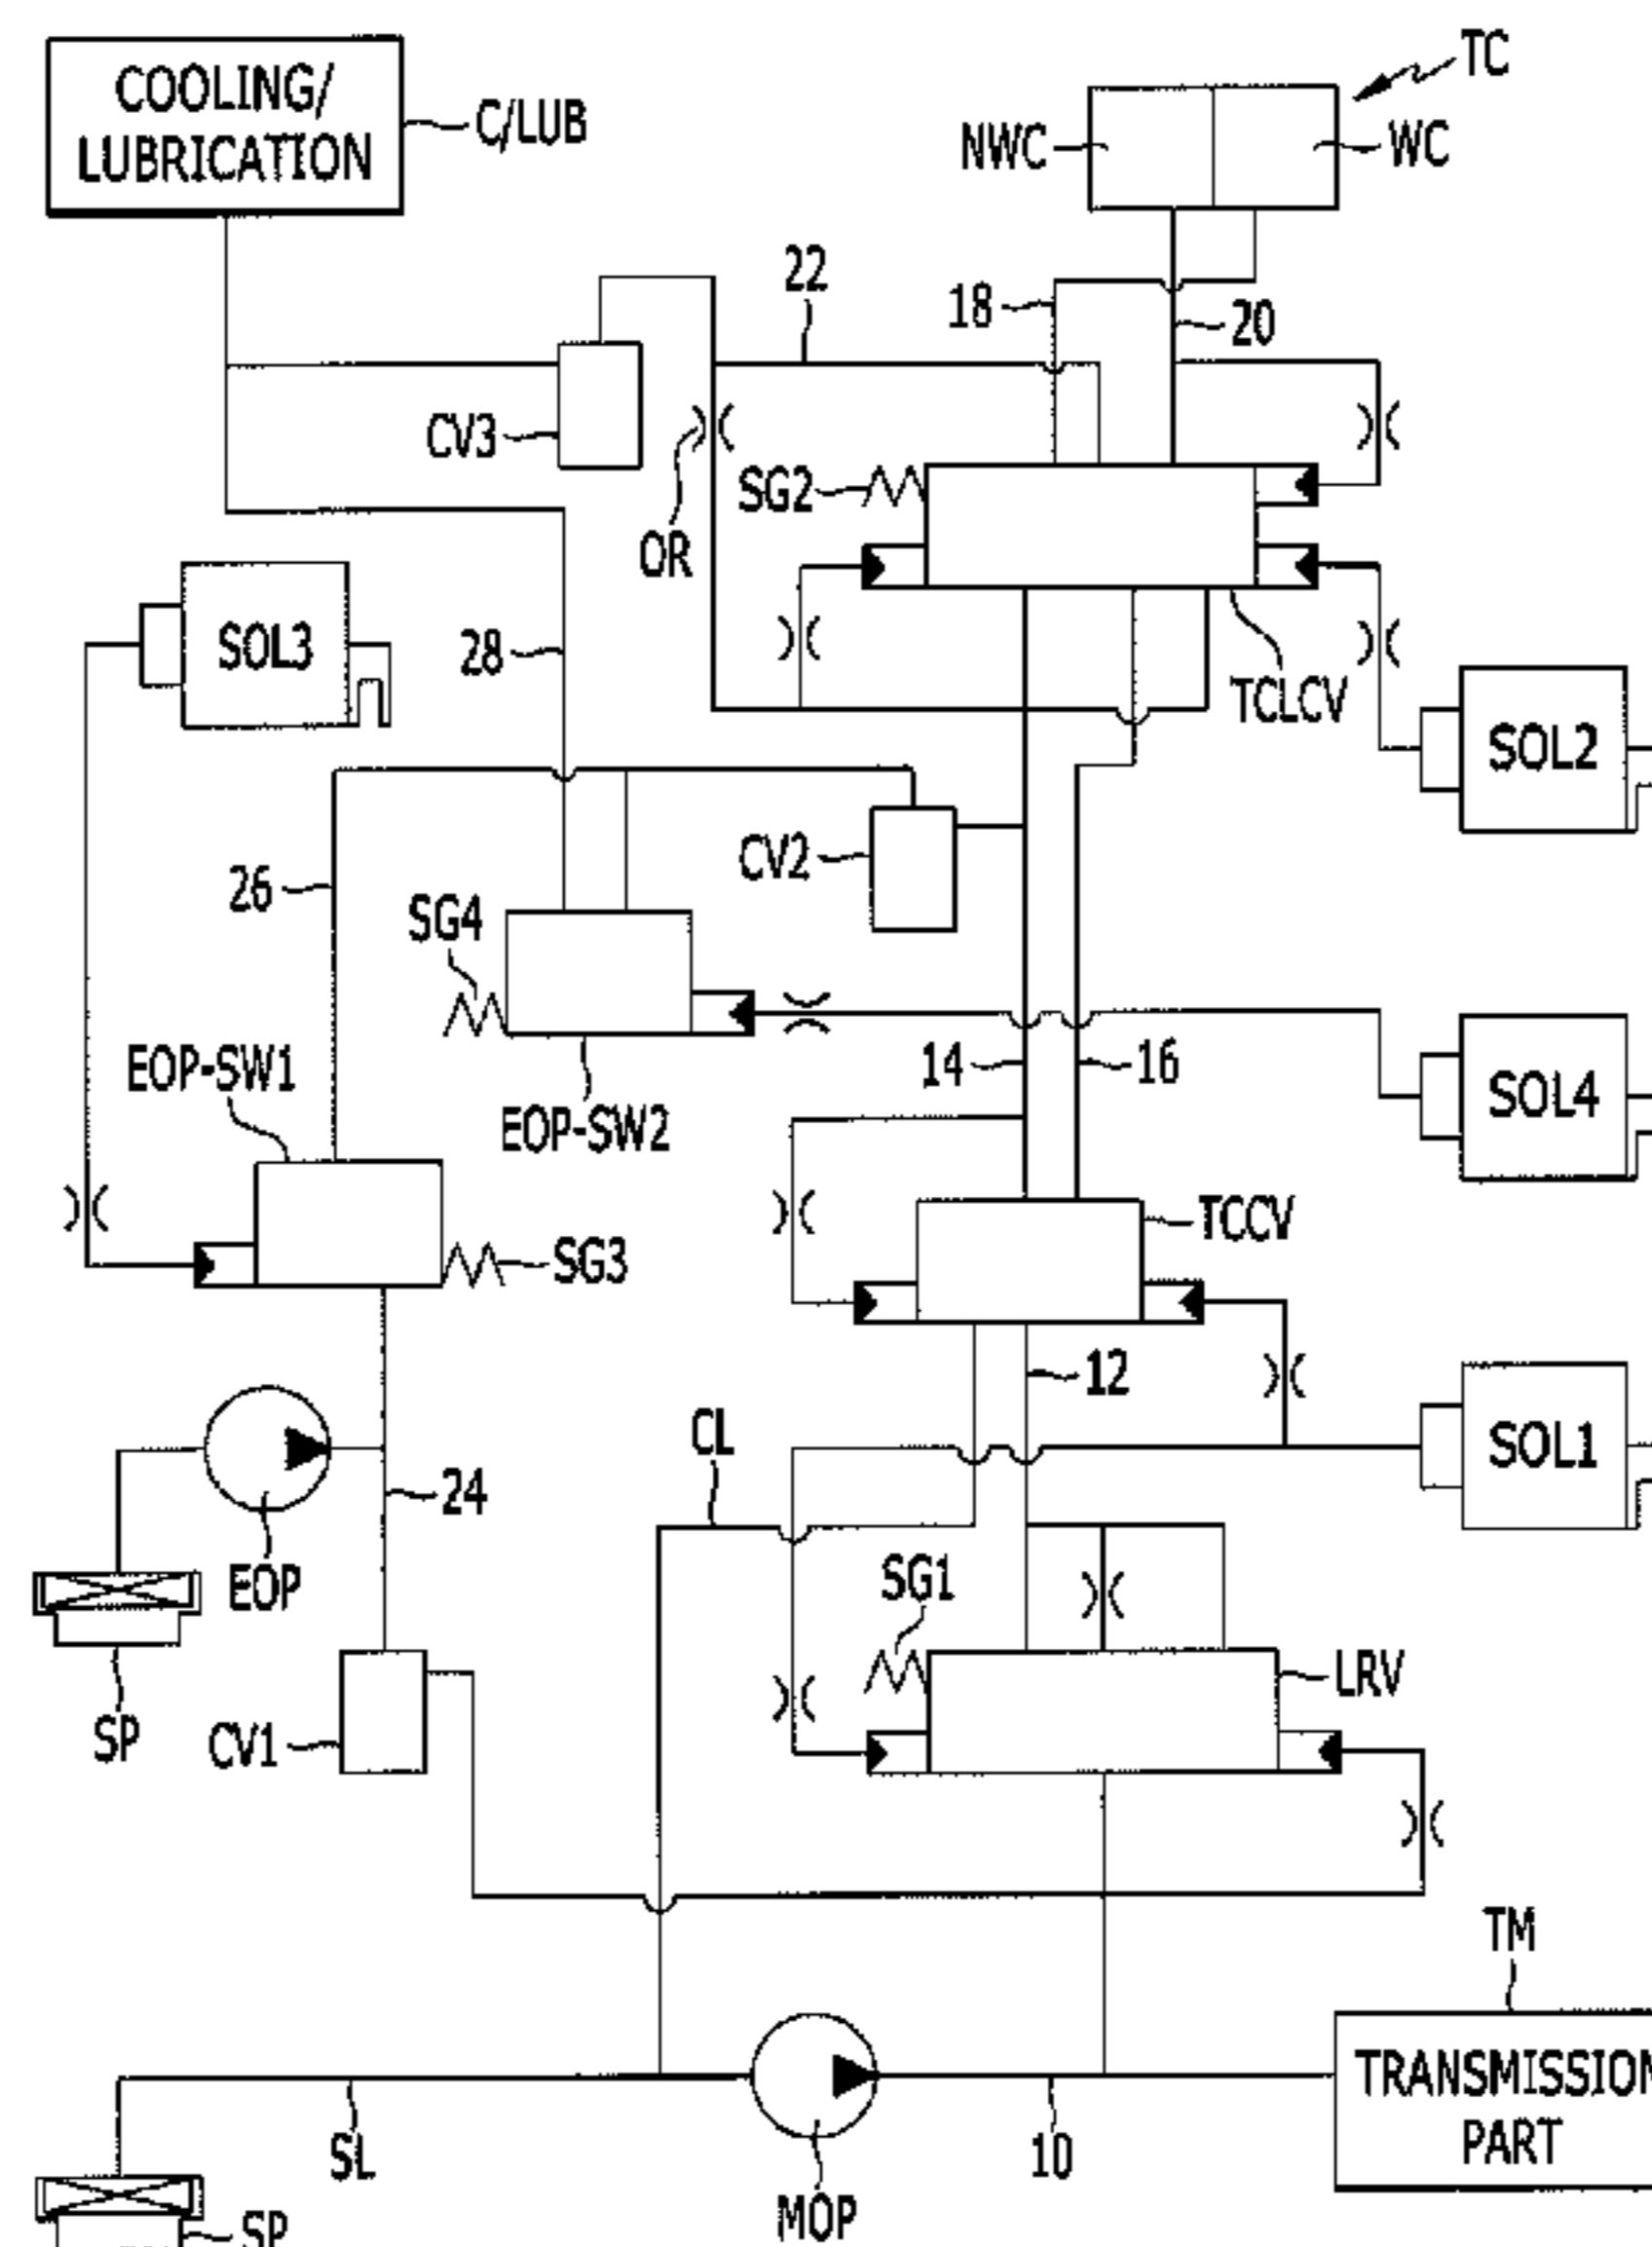 COOLING/
LUBRICATION
C/LUB
TC
NWC
WC
22
18
20
CV3
SG2
OR
SOL3
28
TCLCV
SOL2
CV2
26
SG4
EOP-SW1
14
16
SOL4
EOP-SW2
TCCV
SG3
12
CL
SOL1
24
EOP
SG1
LRV
SP
CV1
TM
TRANSMISSION
PART
SL
10
MOP
SP